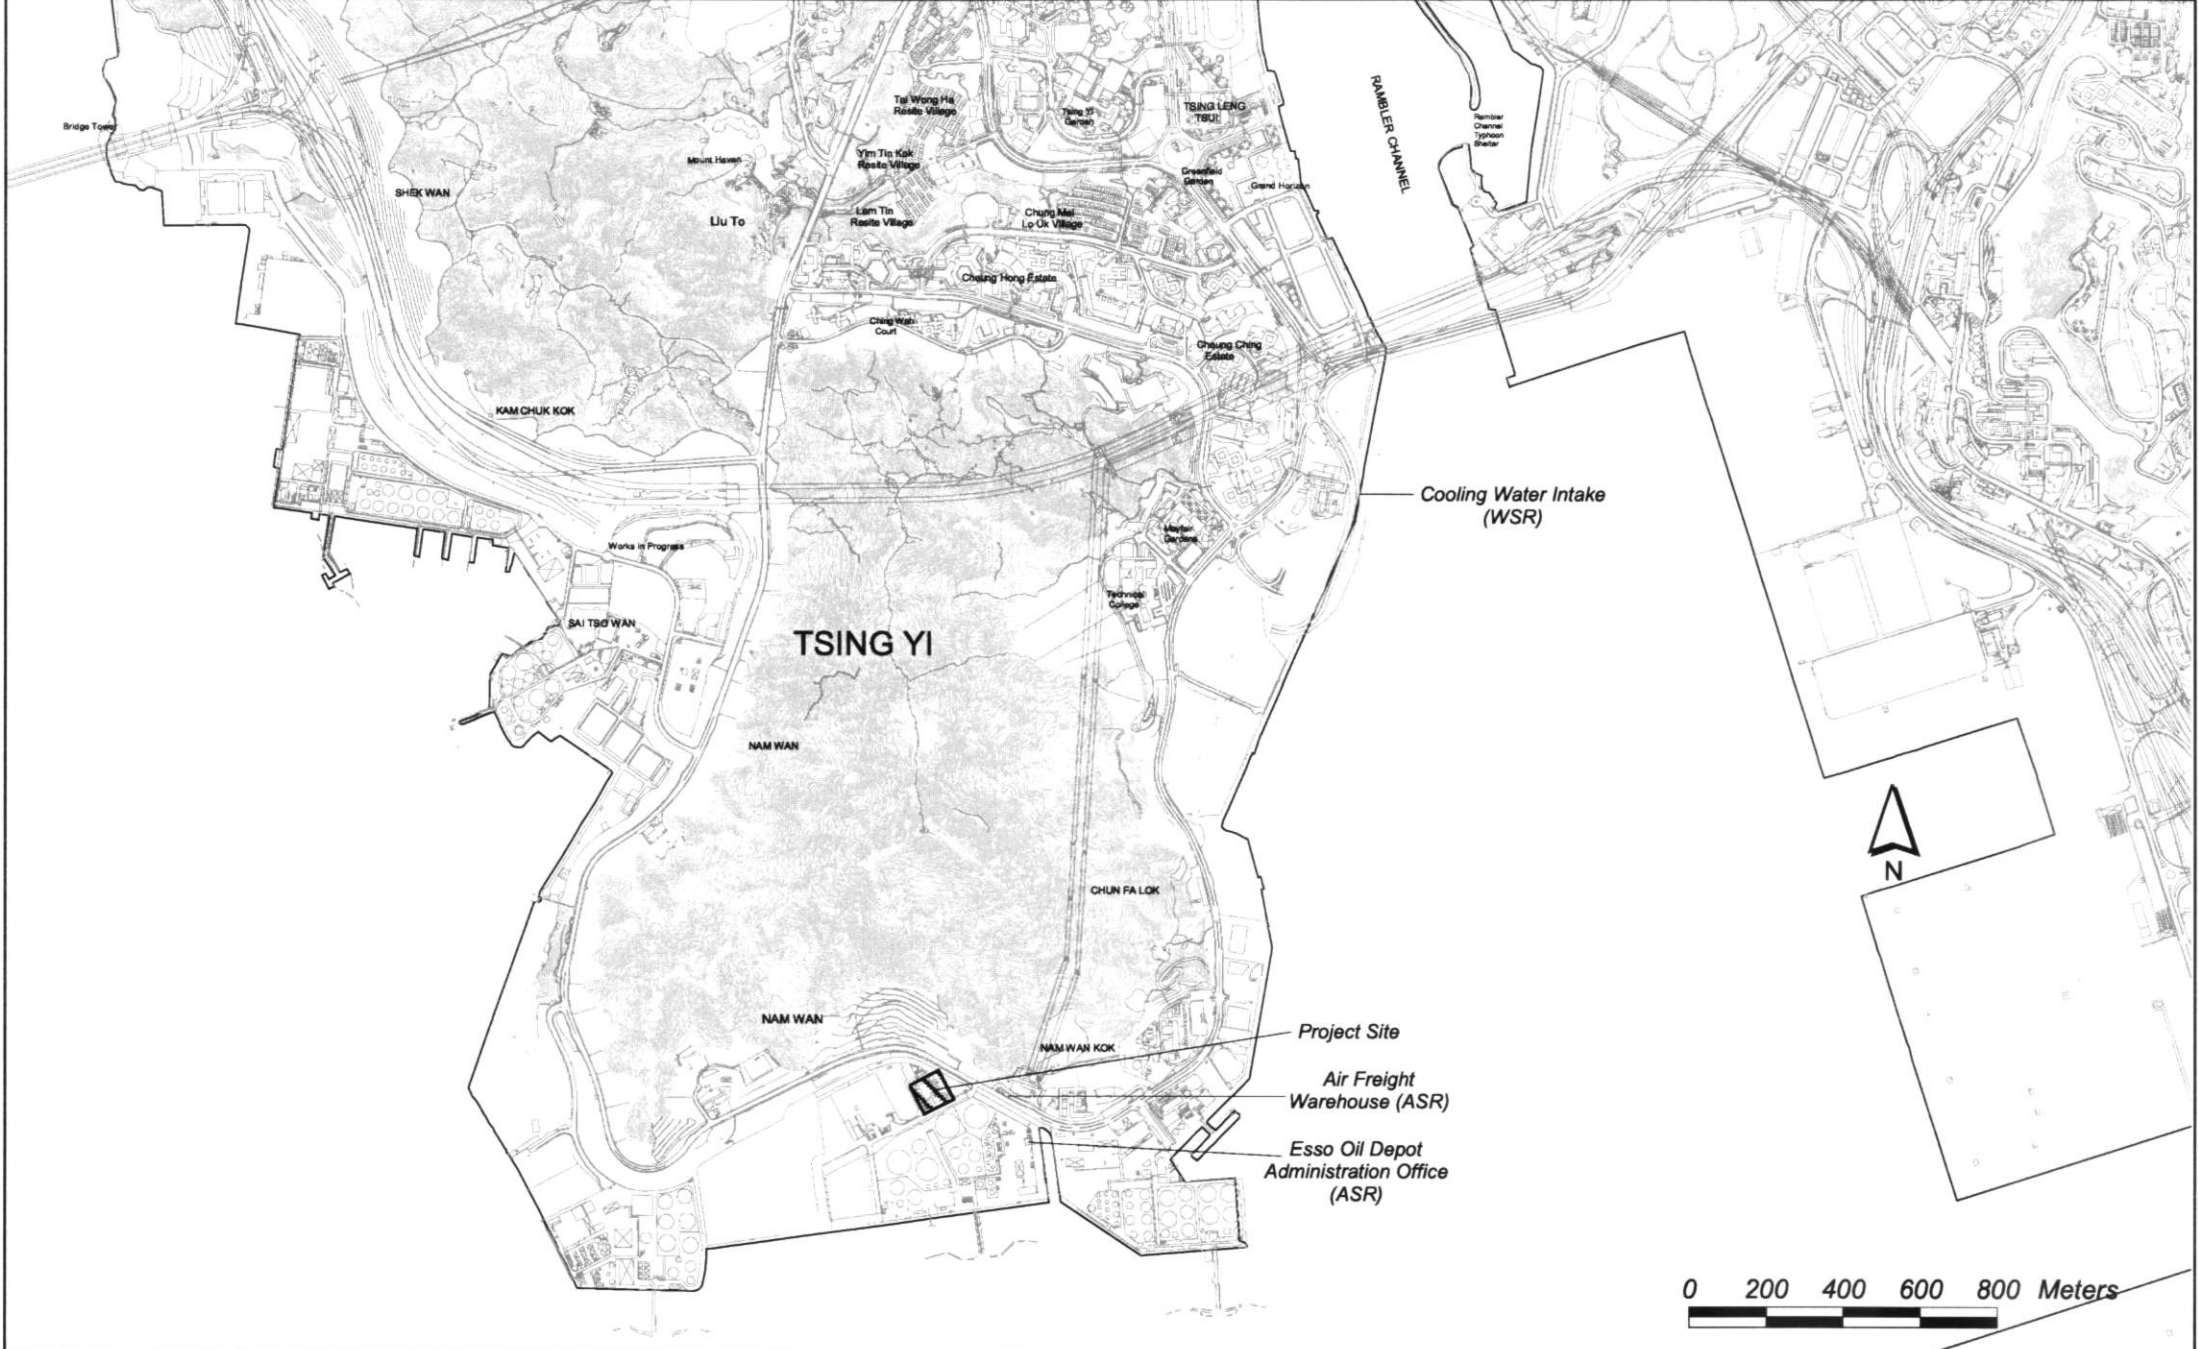 Bridge Tower
SHEK WAN
Mount Haven
Liu To
Tai Wong Ha
Resite Village
Yim Tin Kok
Resite Village
Lam Tin
Resite Village
Tsing Yi
Garden
TSING LENG
TSUI
Greenfield
Garden
Grand Horizon
Chung Mei
Lo Uk Village
Cheung Hong Estate
Ching Wah
Court
Cheung Ching
Estate
RAMBLER CHANNEL
Rambler
Channel
Typhoon
Shelter
KAM CHUK KOK
Cooling Water Intake
(WSR)
Mayfair
Gardens
Works in Progress
Technical
College
SAI TSO WAN
TSING YI
NAM WAN
CHUN FA LOK
N
NAM WAN
NAM WAN KOK
Project Site
Air Freight
Warehouse (ASR)
Esso Oil Depot
Administration Office
(ASR)
0 200 400 600 800 Meters